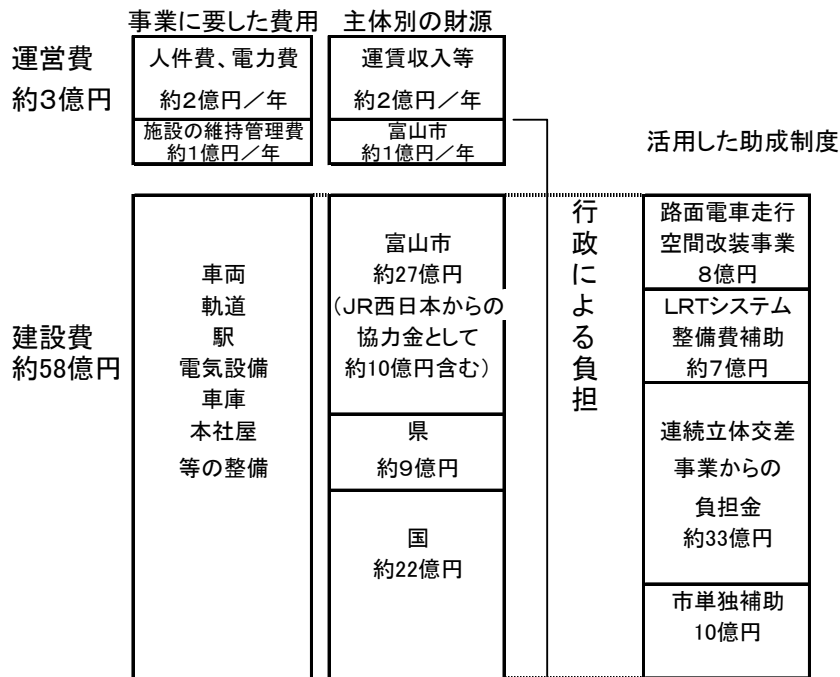 事業に要した費用
主体別の財源
運営費
約3億円
人件費、電力費
約2億円／年
運賃収入等
約2億円／年
施設の維持管理費
約1億円／年
富山市
約1億円／年
活用した助成制度
建設費
約58億円
車両
軌道
駅
電気設備
車庫
本社屋
等の整備
富山市
約27億円
（JR西日本からの
協力金として
約10億円含む）
県
約9億円
国
約22億円
行政による負担
路面電車走行
空間改装事業
8億円
LRTシステム
整備費補助
約7億円
連続立体交差
事業からの
負担金
約33億円
市単独補助
10億円